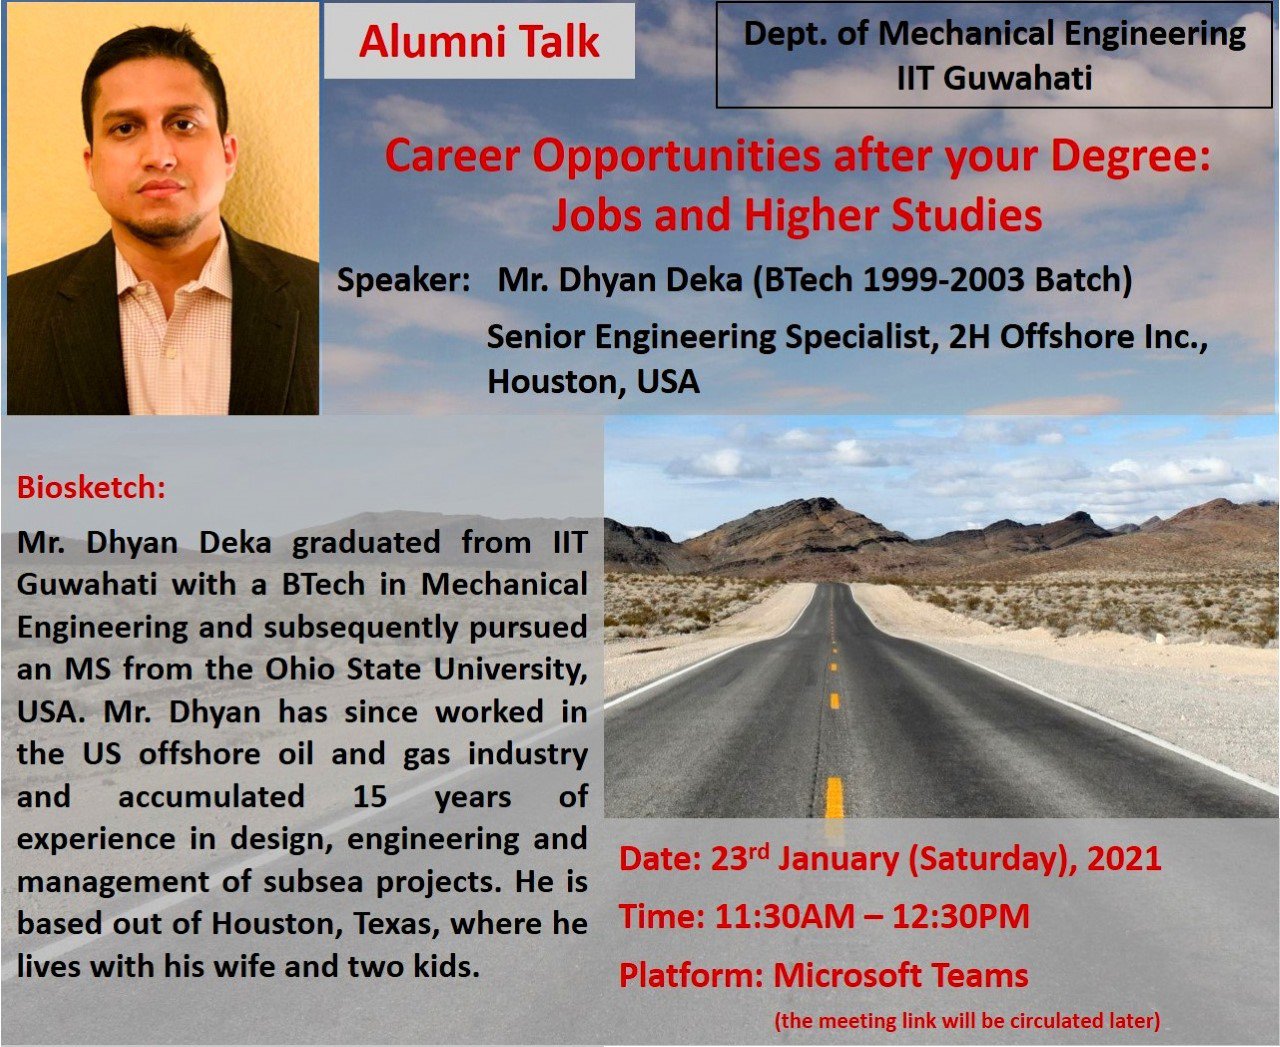 Alumni Talk
Dept. of Mechanical Engineering
IIT Guwahati
Career Opportunities after your Degree:
Jobs and Higher Studies
Speaker: Mr. Dhyan Deka (BTech 1999-2003 Batch)
Senior Engineering Specialist, 2H Offshore Inc.,
Houston, USA
Biosketch:
Mr. Dhyan Deka graduated from IIT
Guwahati with a BTech in Mechanical
Engineering and subsequently pursued
an MS from the Ohio State University,
USA. Mr. Dhyan has since worked in
the US offshore oil and gas industry
and accumulated 15 years of
experience in design, engineering and
management of subsea projects. He is
based out of Houston, Texas, where he
lives with his wife and two kids.
Date: 23rd January (Saturday), 2021
Time: 11:30AM – 12:30PM
Platform: Microsoft Teams
(the meeting link will be circulated later)